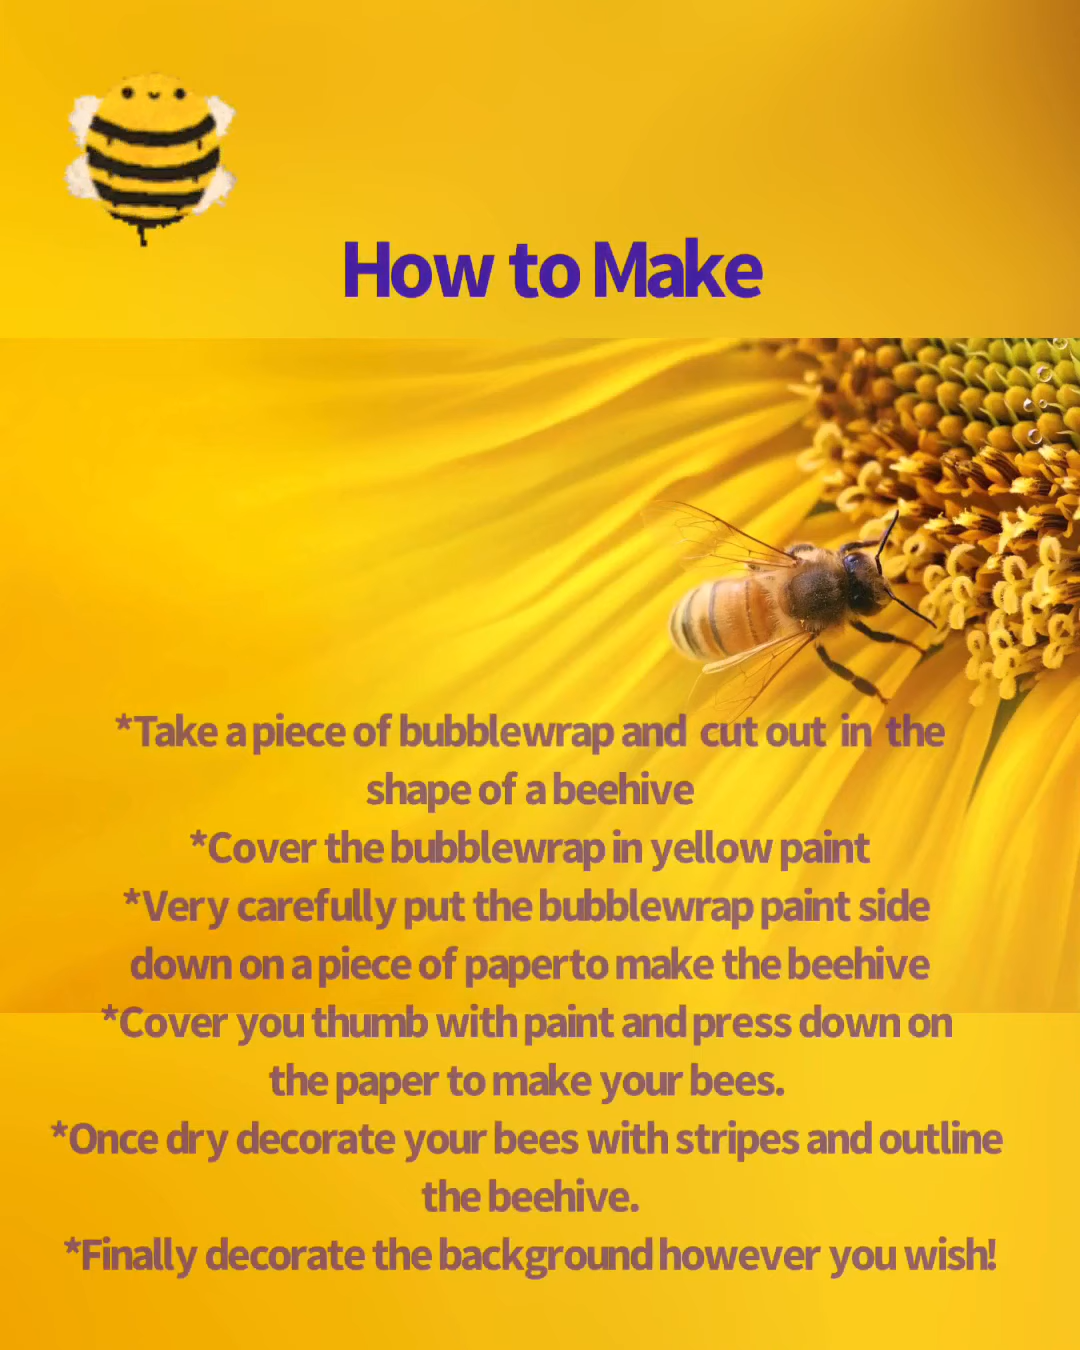 How to Make
*Take a piece of bubblewrap and cut out in the
shape of a beehive
*Cover the bubblewrap in yellow paint
*Very carefully put the bubblewrap paint side
down on a piece of paperto make the beehive
*Cover you thumb with paint and press down on
the paper to make your bees.
*Once dry decorate your bees with stripes and outline
the beehive.
*Finally decorate the background however you wish!